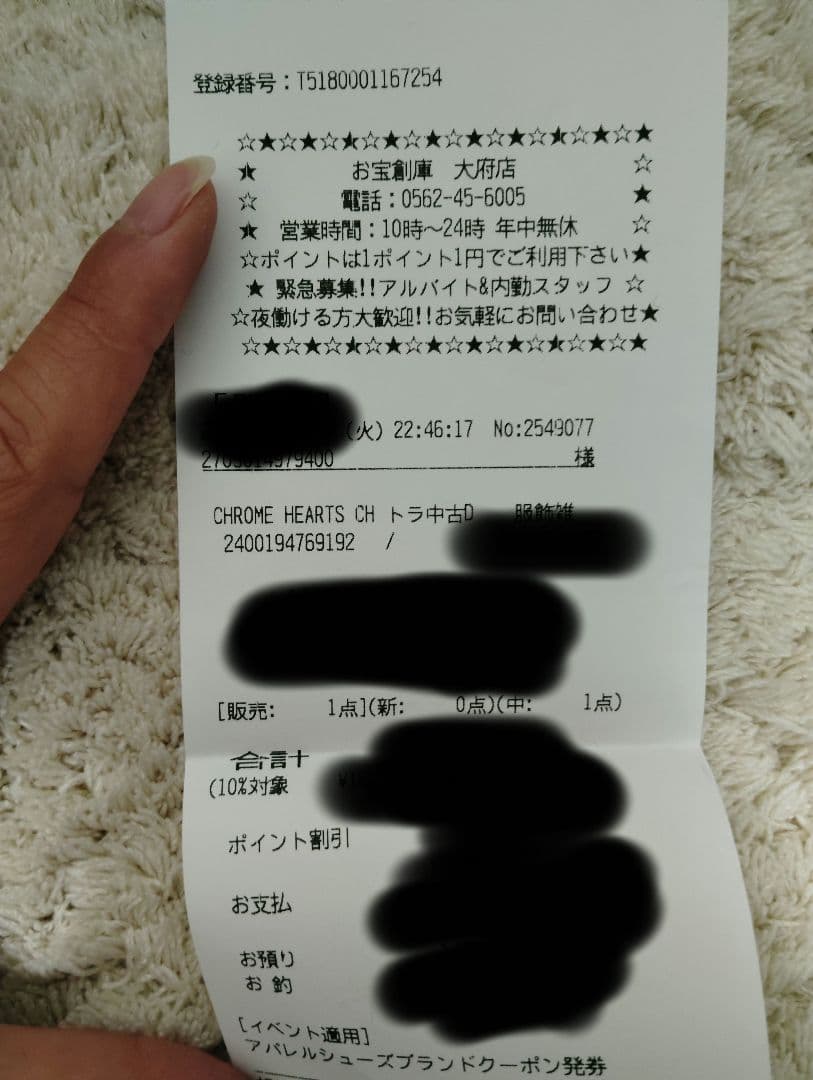 登録番号：T5180001167254
☆★☆★☆★☆★☆★☆★☆★☆★☆★☆★
★ お宝創庫 大府店 ☆
☆ 電話：0562-45-6005 ★
★ 営業時間：10時～24時 年中無休 ☆
☆ポイントは1ポイント1円でご利用下さい★
★ 緊急募集!!アルバイト&内勤スタッフ ☆
☆夜働ける方大歓迎!!お気軽にお問い合わせ★
☆★☆★☆★☆★☆★☆★☆★☆★☆★☆★
(火) 22:46:17 No:2549077
様
CHROME HEARTS CH トラ中古D 服飾雑
2400194769192 /
[販売: 1点](新: 0点)(中: 1点)
合計
(10%対象
ポイント割引
お支払
お預り
お釣
[イベント適用]
アパレルシューズブランドクーポン発券